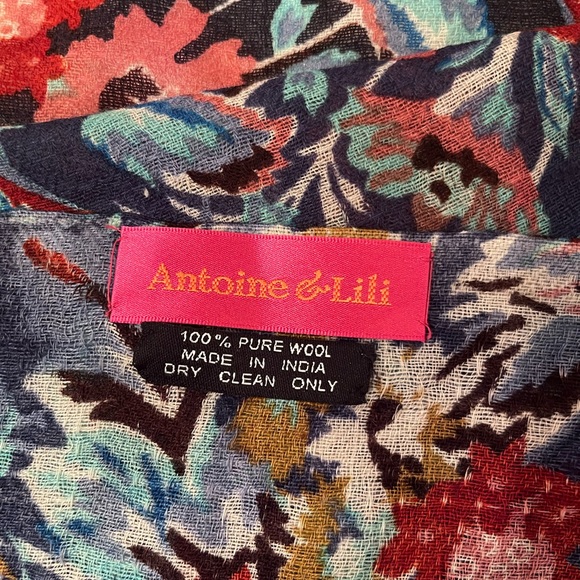 Antoine & Lili
100% PURE WOOL
MADE IN INDIA
DRY CLEAN ONLY